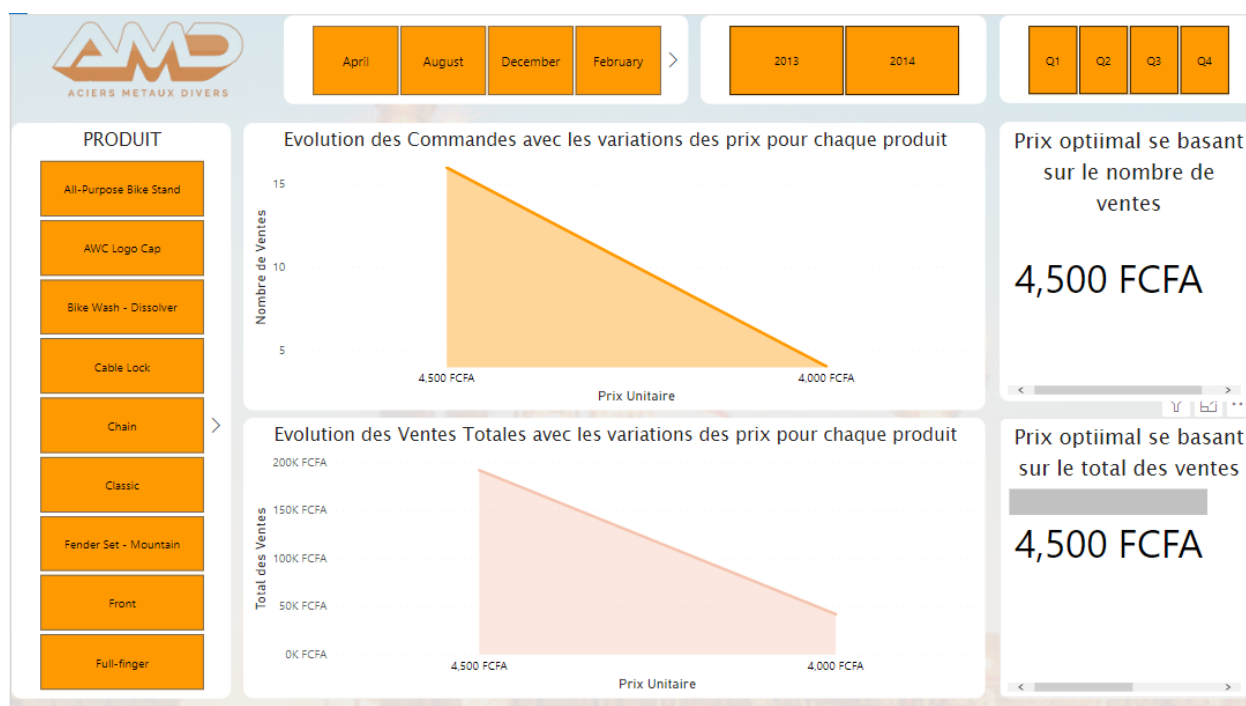 AMD
ACIERS METAUX DIVERS
April
August
December
February
2013
2014
Q1
Q2
Q3
Q4
PRODUIT
All-Purpose Bike Stand
AWC Logo Cap
Bike Wash - Dissolver
Cable Lock
Chain
Classic
Fender Set - Mountain
Front
Full-finger
Evolution des Commandes avec les variations des prix pour chaque produit
Nombre de Ventes
15
10
5
4,500 FCFA
4,000 FCFA
Prix Unitaire
Prix optiimal se basant
sur le nombre de
ventes
4,500 FCFA
Evolution des Ventes Totales avec les variations des prix pour chaque produit
Total des Ventes
200K FCFA
150K FCFA
100K FCFA
50K FCFA
0K FCFA
4,500 FCFA
4,000 FCFA
Prix Unitaire
Prix optiimal se basant
sur le total des ventes
4,500 FCFA